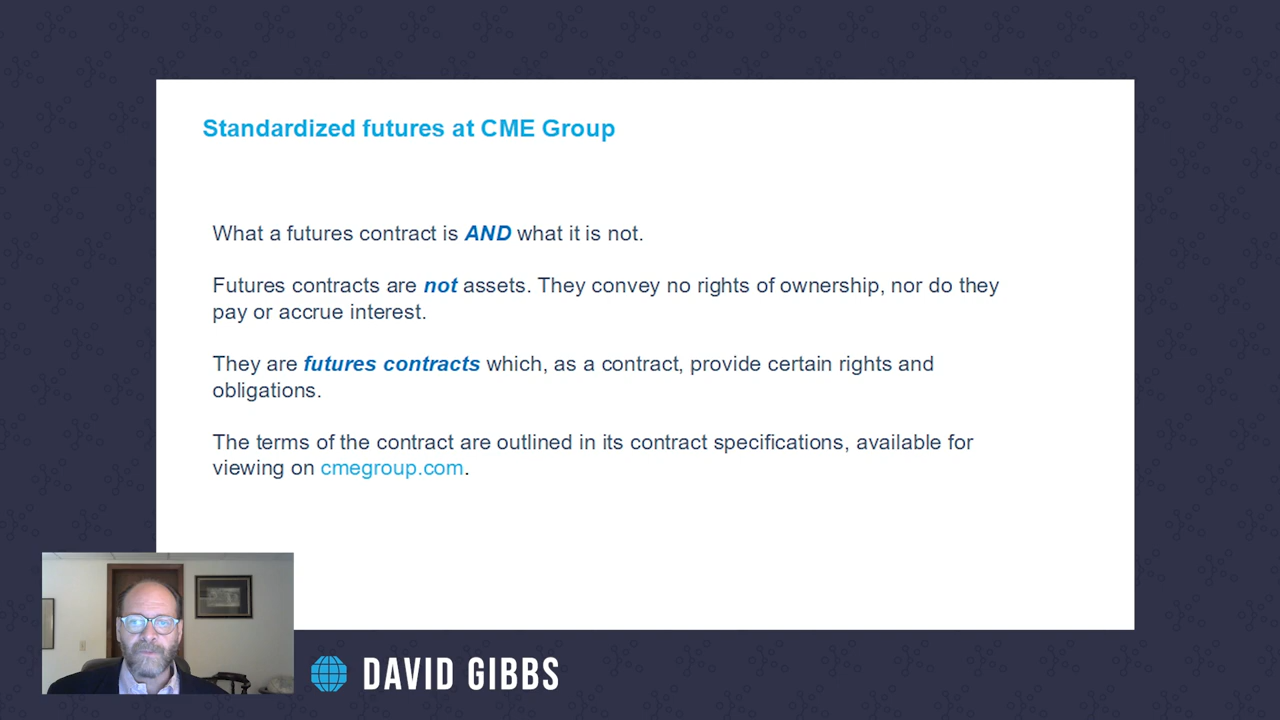 Standardized futures at CME Group
What a futures contract is AND what it is not.
Futures contracts are not assets. They convey no rights of ownership, nor do they
pay or accrue interest.
They are futures contracts which, as a contract, provide certain rights and
obligations.
The terms of the contract are outlined in its contract specifications, available for
viewing on cmegroup.com.
DAVID GIBBS